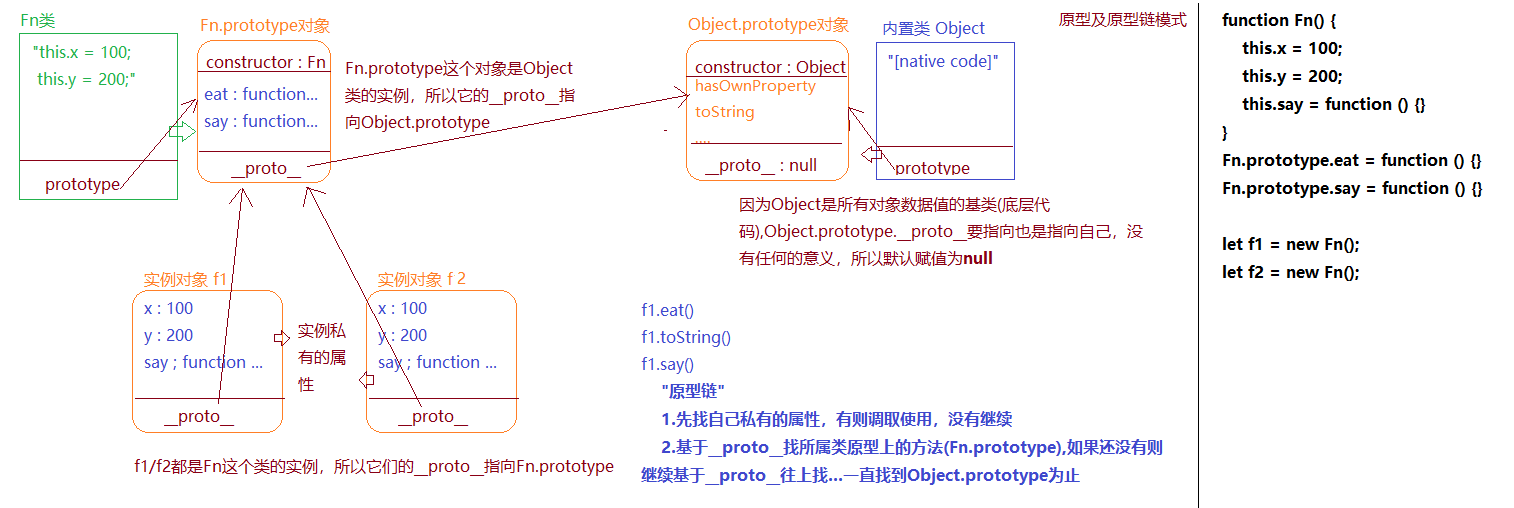 Fn类
"this.x = 100;
this.y = 200;"
prototype
Fn.prototype对象
constructor : Fn
eat : function...
say : function...
__proto__
Fn.prototype这个对象是Object
类的实例，所以它的__proto__指
向Object.prototype
Object.prototype对象
constructor : Object
hasOwnProperty
toString
....
__proto__ : null
内置类 Object
"[native code]"
prototype
原型及原型链模式
因为Object是所有对象数据值的基类(底层代
码),Object.prototype.__proto__要指向也是指向自己，没
有任何的意义，所以默认赋值为null
实例对象 f1
x : 100
y : 200
say ; function ...
__proto__
实例私
有的属
性
实例对象 f 2
x : 100
y : 200
say ; function ...
__proto__
f1/f2都是Fn这个类的实例，所以它们的__proto__指向Fn.prototype
f1.eat()
f1.toString()
f1.say()
"原型链"
1.先找自己私有的属性，有则调取使用，没有继续
2.基于__proto__找所属类原型上的方法(Fn.prototype),如果还没有则
继续基于__proto__往上找...一直找到Object.prototype为止
function Fn() {
this.x = 100;
this.y = 200;
this.say = function () {}
}
Fn.prototype.eat = function () {}
Fn.prototype.say = function () {}
let f1 = new Fn();
let f2 = new Fn();